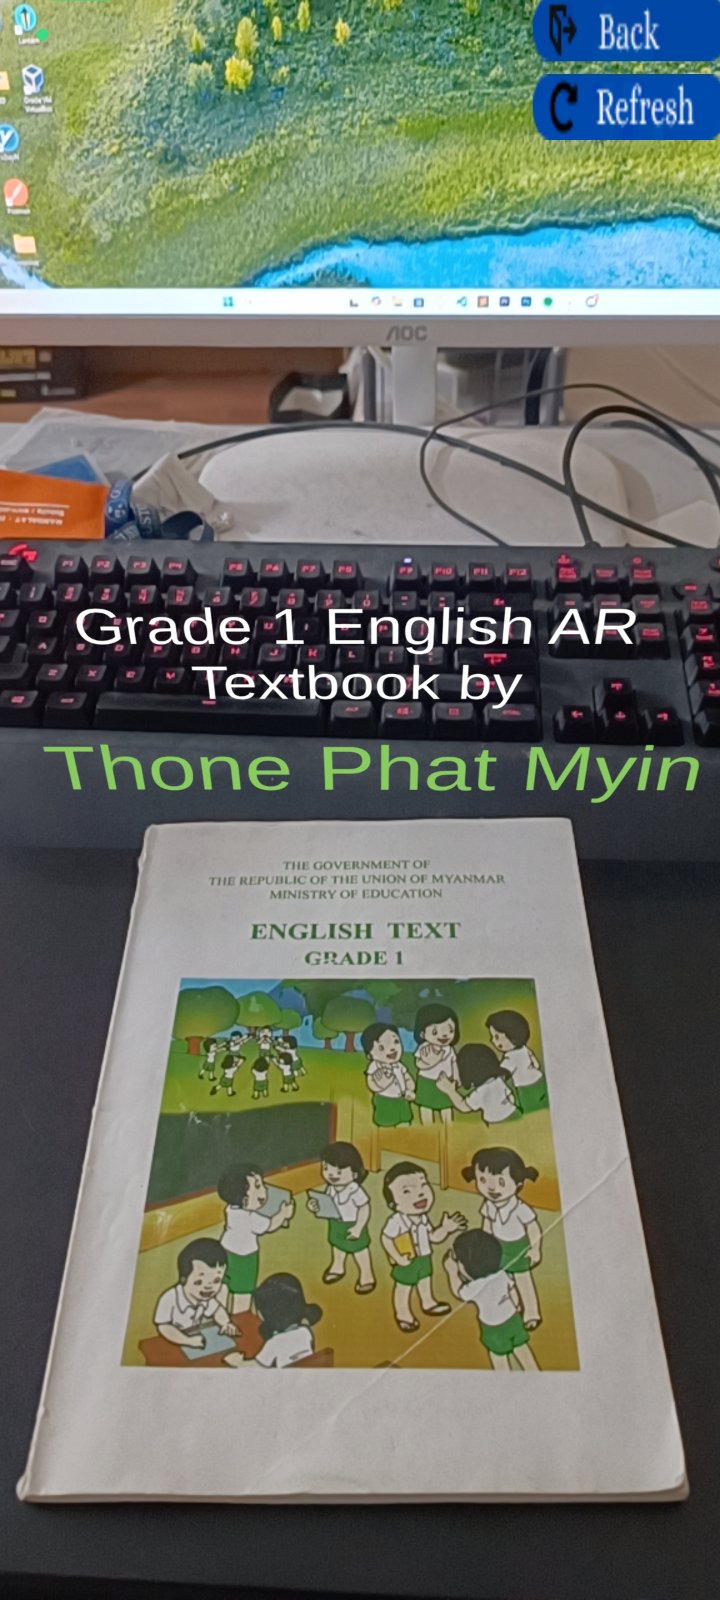 Back
Refresh
AOC
Grade 1 English AR
Textbook by
Thone Phat Myin
THE GOVERNMENT OF
THE REPUBLIC OF THE UNION OF MYANMAR
MINISTRY OF EDUCATION
ENGLISH TEXT
GRADE 1